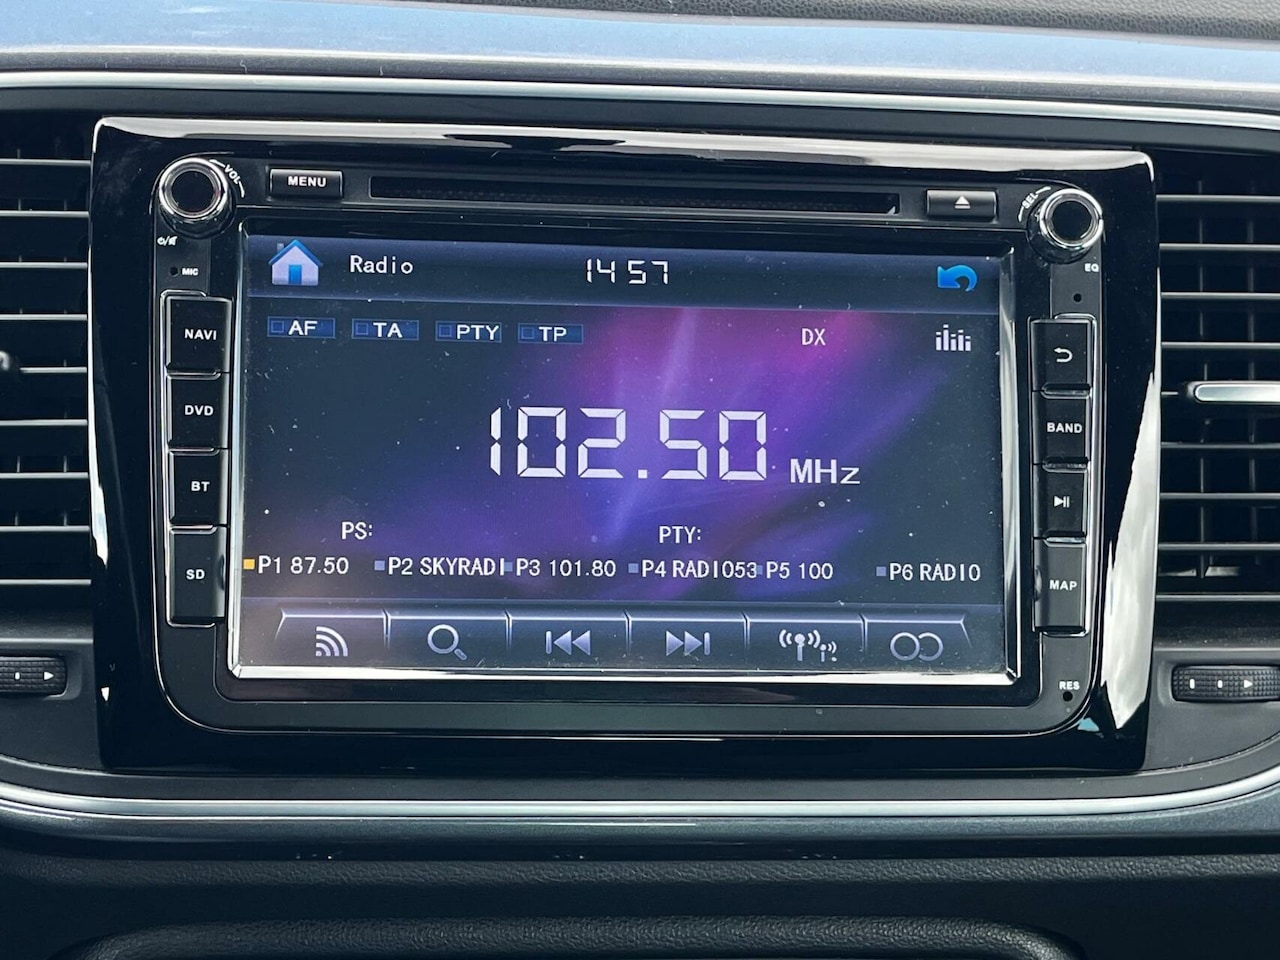 VOL
MENU
SEL
MIC
EQ
Radio
14 57
AF TA PTY TP DX
NAVI
DVD
BT
SD
102.50 MHz
BAND
MAP
PS: PTY:
P1 87.50 P2 SKYRADI P3 101.80 P4 RADIO53 P5 100 P6 RADIO
RES